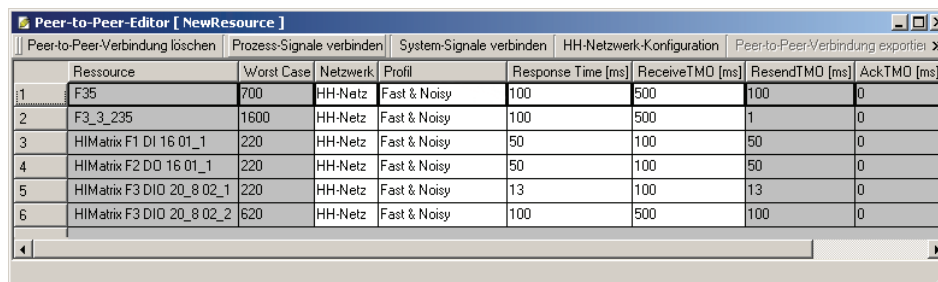 Peer-to-Peer-Editor [ NewResource ]
Peer-to-Peer-Verbindung löschen Prozess-Signale verbinden System-Signale verbinden HH-Netzwerk-Konfiguration Peer-to-Peer-Verbindung exportier
Ressource Worst Case Netzwerk Profil Response Time [ms] ReceiveTMO [ms] ResendTMO [ms] AckTMO [ms]
1 F35 700 HH-Netz Fast & Noisy 100 500 100 0
2 F3_3_235 1600 HH-Netz Fast & Noisy 100 500 1 0
3 HIMatrix F1 DI 16 01_1 220 HH-Netz Fast & Noisy 50 100 50 0
4 HIMatrix F2 DO 16 01_1 220 HH-Netz Fast & Noisy 50 100 50 0
5 HIMatrix F3 DIO 20_8 02_1 220 HH-Netz Fast & Noisy 13 100 13 0
6 HIMatrix F3 DIO 20_8 02_2 620 HH-Netz Fast & Noisy 100 500 100 0